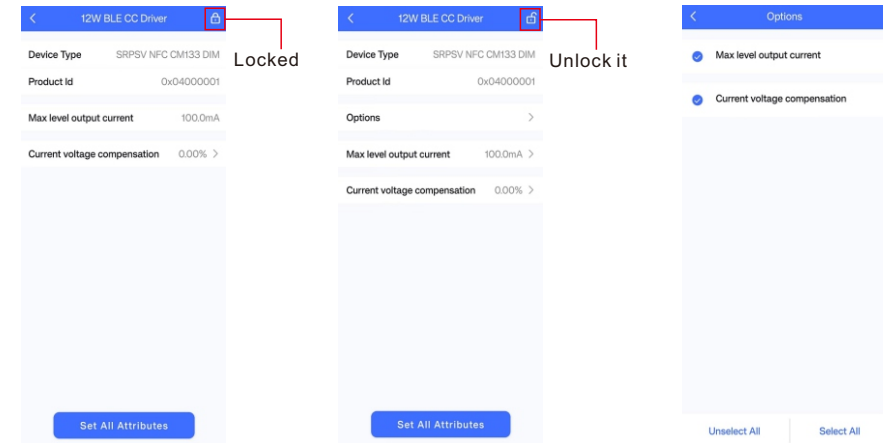 12W BLE CC Driver
Device Type SRPSV NFC CM133 DIM
Product Id 0x04000001
Max level output current 100.0mA
Current voltage compensation 0.00%
Set All Attributes
Locked
12W BLE CC Driver
Device Type SRPSV NFC CM133 DIM
Product Id 0x04000001
Options
Max level output current 100.0mA
Current voltage compensation 0.00%
Set All Attributes
Unlock it
Options
Max level output current
Current voltage compensation
Unselect All Select All